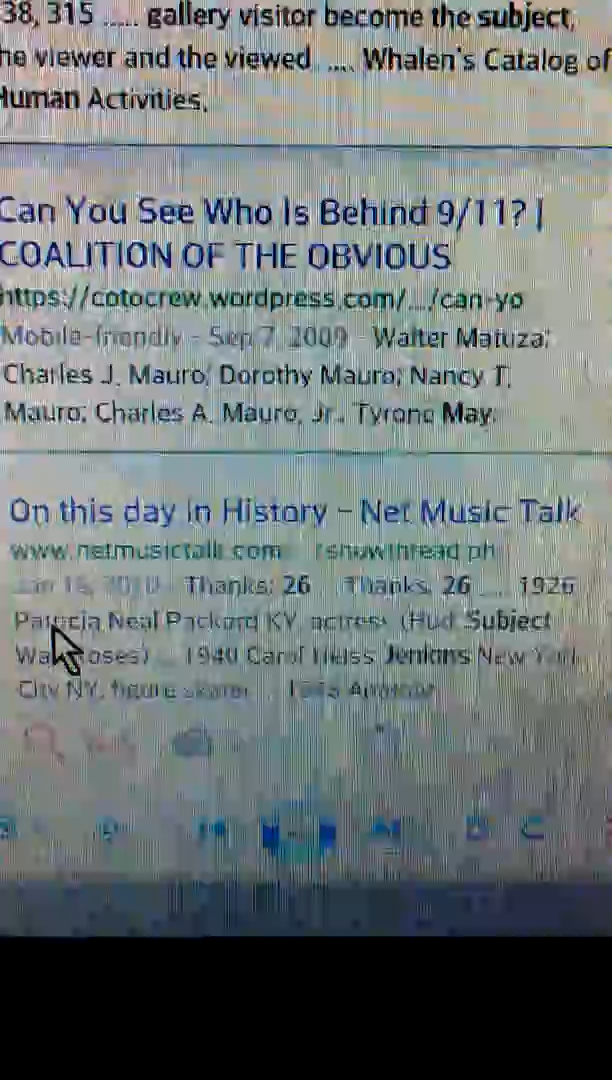 38, 315 ..... gallery visitor become the subject,
he viewer and the viewed .... Whalen's Catalog of
Human Activities,
Can You See Who Is Behind 9/11? |
COALITION OF THE OBVIOUS
https://cotocrew.wordpress.com/.../can-yo
Mobile-friendly - Sep 7, 2009 - Walter Matuza;
Charles J. Mauro; Dorothy Mauro; Nancy T.
Mauro; Charles A. Mauro, Jr.. Tyrone May.
On this day in History - Net Music Talk
www.netmusictalk.com
2010 - Thanks: 26 Thanks, 26 .... 1926
Patricia Neal Packard KY, actress (Hud Subject
1940 Carol Heiss Jenkins New York
City NY, figure skater